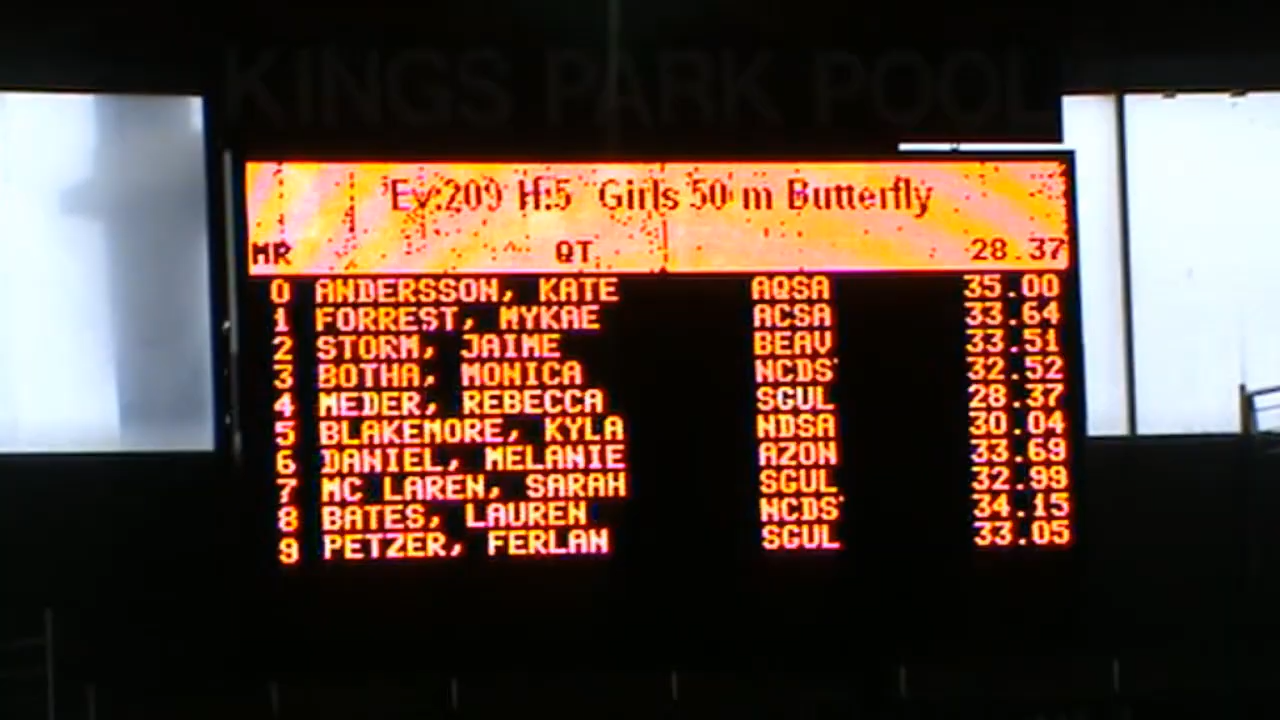 KINGS PARK POOL
Ev:209 H:5 Girls 50 m Butterfly
MR QT 28.37
0 ANDERSSON, KATE AQSA 35.00
1 FORREST, MYKAE ACSA 33.64
2 STORM, JAIME BEAV 33.51
3 BOTHA, MONICA NCDS' 32.52
4 MEDER, REBECCA SGUL 28.37
5 BLAKEMORE, KYLA NDSA 30.04
6 DANIEL, MELANIE AZON 33.69
7 MC LAREN, SARAH SGUL 32.99
8 BATES, LAUREN NCDS' 34.15
9 PETZER, FERLAN SGUL 33.05